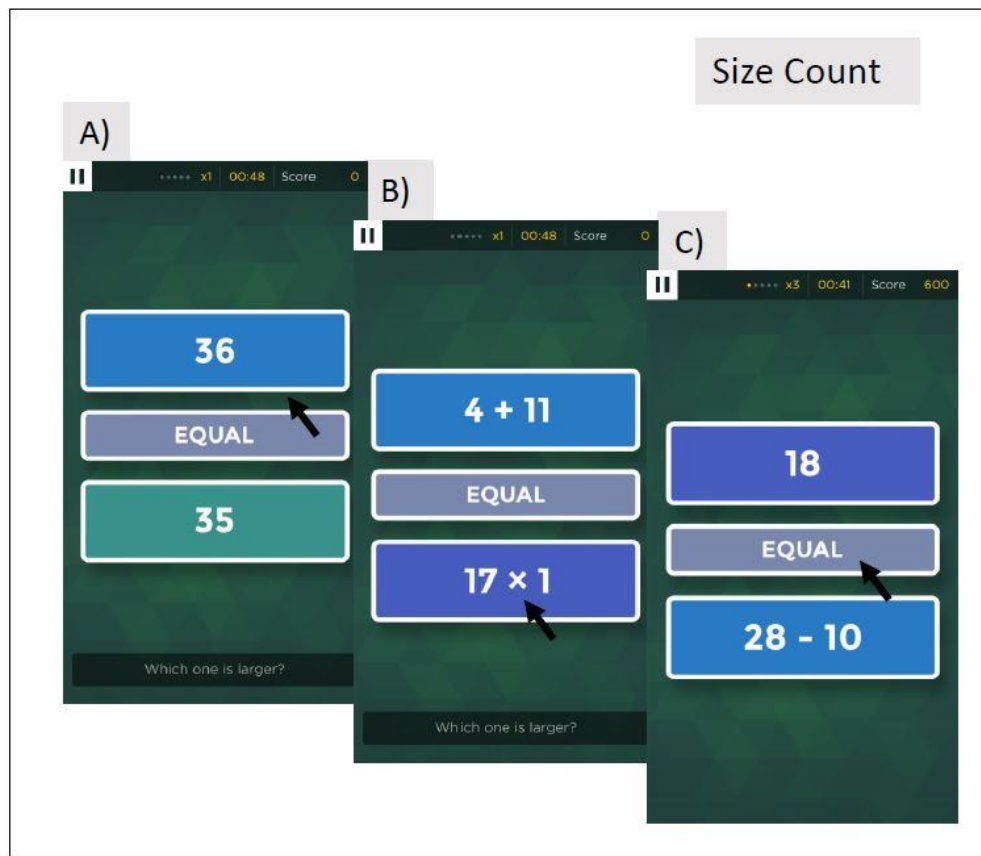 Size Count
A)
x1 00:48 Score 0
36
EQUAL
35
Which one is larger?
B)
x1 00:48 Score 0
4 + 11
EQUAL
17 × 1
Which one is larger?
C)
x3 00:41 Score 600
18
EQUAL
28 - 10